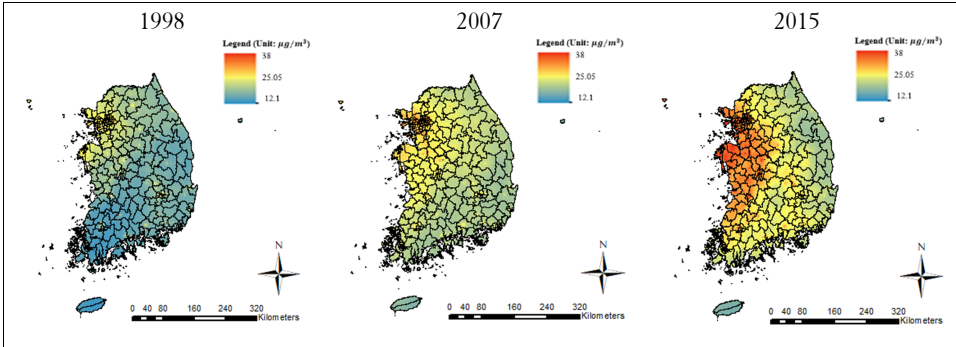 1998
Legend (Unit: µg/m³)
38
25.05
12.1
N
0 40 80 160 240 320
Kilometers
2007
Legend (Unit: µg/m³)
38
25.05
12.1
N
0 40 80 160 240 320
Kilometers
2015
Legend (Unit: µg/m³)
38
25.05
12.1
N
0 40 80 160 240 320
Kilometers